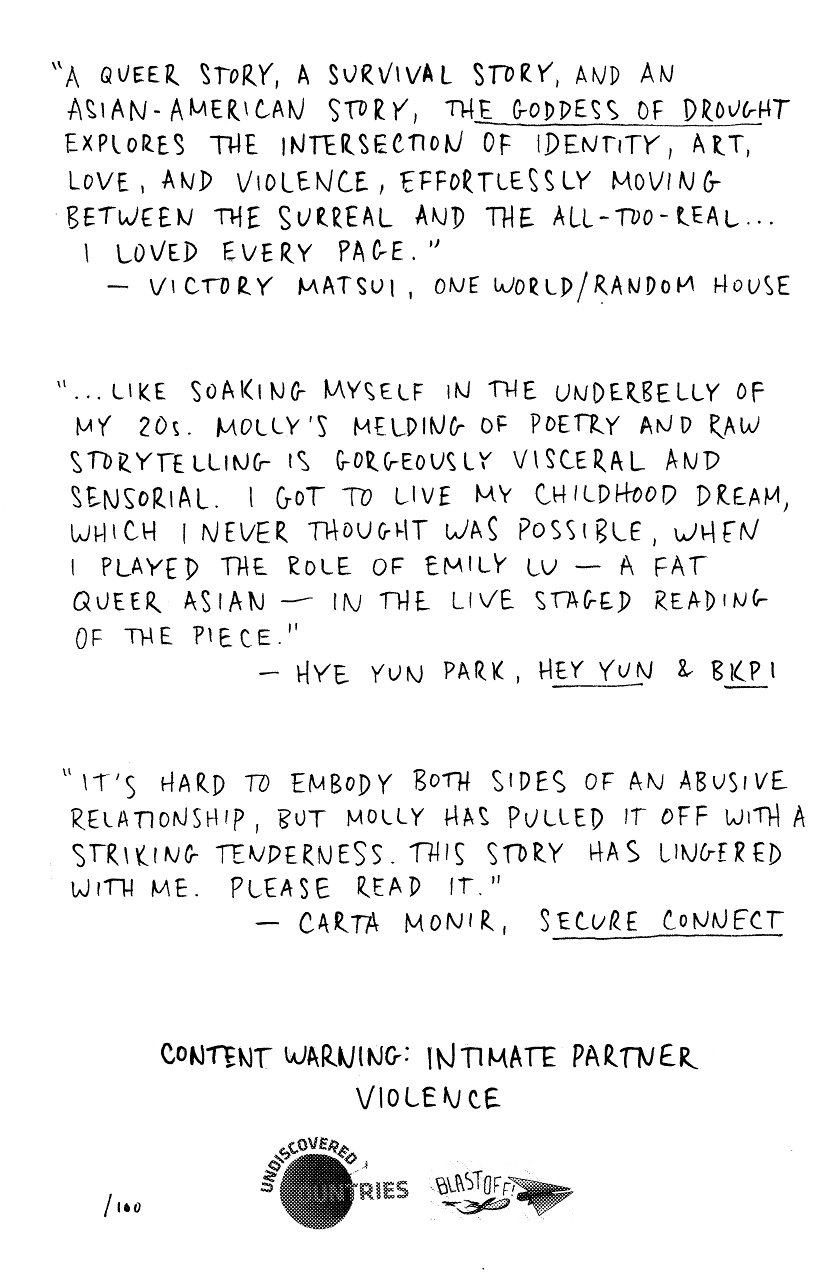 "A QUEER STORY, A SURVIVAL STORY, AND AN
ASIAN-AMERICAN STORY, THE GODDESS OF DROUGHT
EXPLORES THE INTERSECTION OF IDENTITY, ART,
LOVE, AND VIOLENCE, EFFORTLESSLY MOVING
BETWEEN THE SURREAL AND THE ALL-TOO-REAL...
I LOVED EVERY PAGE."
— VICTORY MATSUI, ONE WORLD/RANDOM HOUSE
"...LIKE SOAKING MYSELF IN THE UNDERBELLY OF
MY 20s. MOLLY'S MELDING OF POETRY AND RAW
STORYTELLING IS GORGEOUSLY VISCERAL AND
SENSORIAL. I GOT TO LIVE MY CHILDHOOD DREAM,
WHICH I NEVER THOUGHT WAS POSSIBLE, WHEN
I PLAYED THE ROLE OF EMILY LU — A FAT
QUEER ASIAN — IN THE LIVE STAGED READING
OF THE PIECE."
— HYE YUN PARK, HEY YUN & BKPI
"IT'S HARD TO EMBODY BOTH SIDES OF AN ABUSIVE
RELATIONSHIP, BUT MOLLY HAS PULLED IT OFF WITH A
STRIKING TENDERNESS. THIS STORY HAS LINGERED
WITH ME. PLEASE READ IT."
— CARTA MONIR, SECURE CONNECT
CONTENT WARNING: INTIMATE PARTNER
VIOLENCE
UNDISCOVERED
COUNTRIES
BLASTOFF!
/100